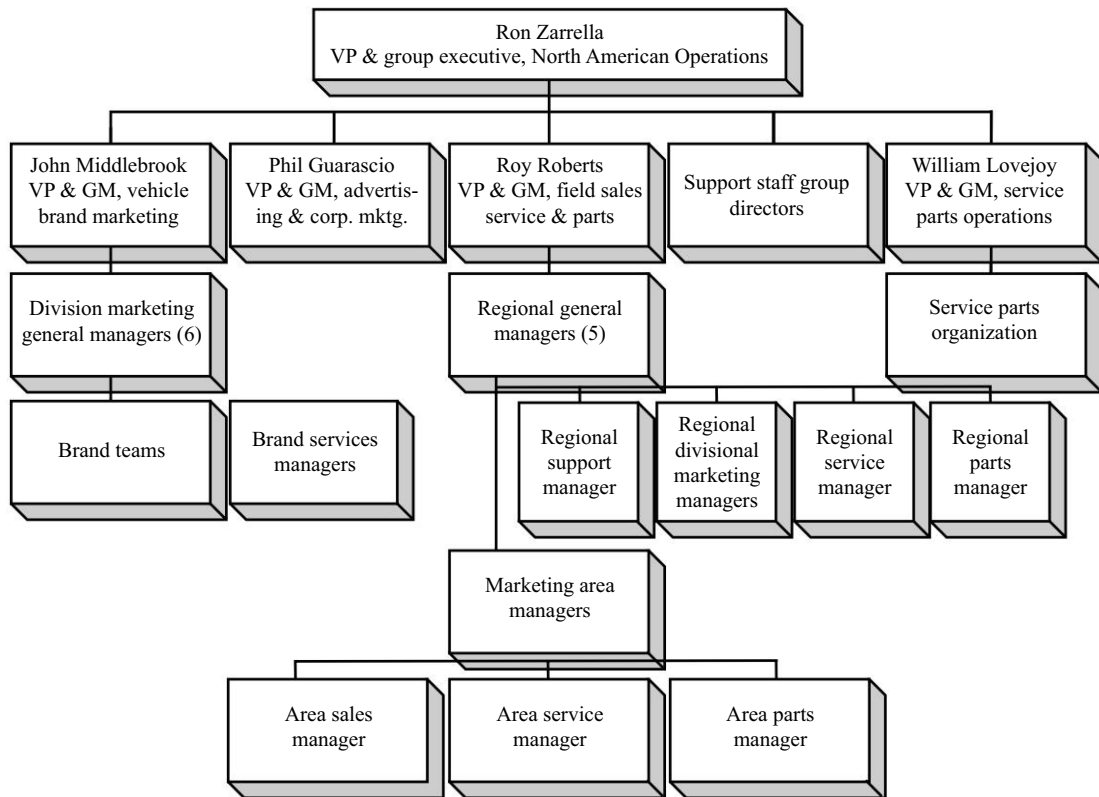 Ron Zarrella
VP & group executive, North American Operations
John Middlebrook
VP & GM, vehicle
brand marketing
Phil Guarascio
VP & GM, advertis-
ing & corp. mktg.
Roy Roberts
VP & GM, field sales
service & parts
Support staff group
directors
William Lovejoy
VP & GM, service
parts operations
Division marketing
general managers (6)
Regional general
managers (5)
Service parts
organization
Brand teams
Brand services
managers
Regional
support
manager
Regional
divisional
marketing
managers
Regional
service
manager
Regional
parts
manager
Marketing area
managers
Area sales
manager
Area service
manager
Area parts
manager